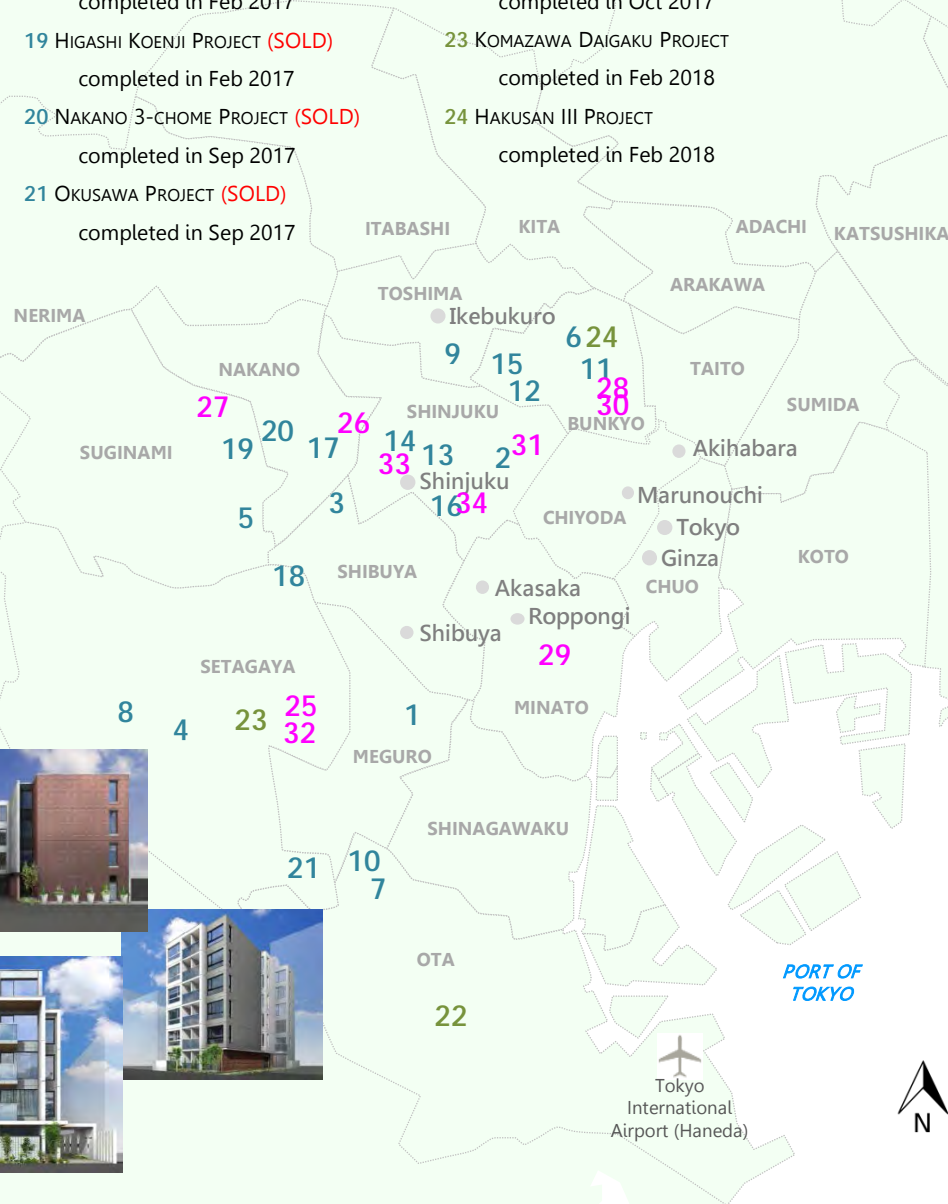 completed in Feb 2017
19 HIGASHI KOENJI PROJECT (SOLD)
completed in Feb 2017
20 NAKANO 3-CHOME PROJECT (SOLD)
completed in Sep 2017
21 OKUSAWA PROJECT (SOLD)
completed in Sep 2017
completed in Oct 2017
23 KOMAZAWA DAIGAKU PROJECT
completed in Feb 2018
24 HAKUSAN III PROJECT
completed in Feb 2018
ITABASHI
KITA
ADACHI
KATSUSHIKA
ARAKAWA
TOSHIMA
NERIMA
Ikebukuro
6
24
9
15
11
NAKANO
TAITO
12
28
27
SHINJUKU
30
SUMIDA
26
BUNKYO
20
14
31
19
17
13
2
Akihabara
SUGINAMI
33
Shinjuku
Marunouchi
3
16
34
5
CHIYODA
Tokyo
Ginza
KOTO
18
SHIBUYA
Akasaka
CHUO
Roppongi
Shibuya
29
SETAGAYA
25
MINATO
8
23
1
4
32
MEGURO
SHINAGAWAKU
21
10
7
OTA
PORT OF
TOKYO
22
Tokyo
International
Airport (Haneda)
N